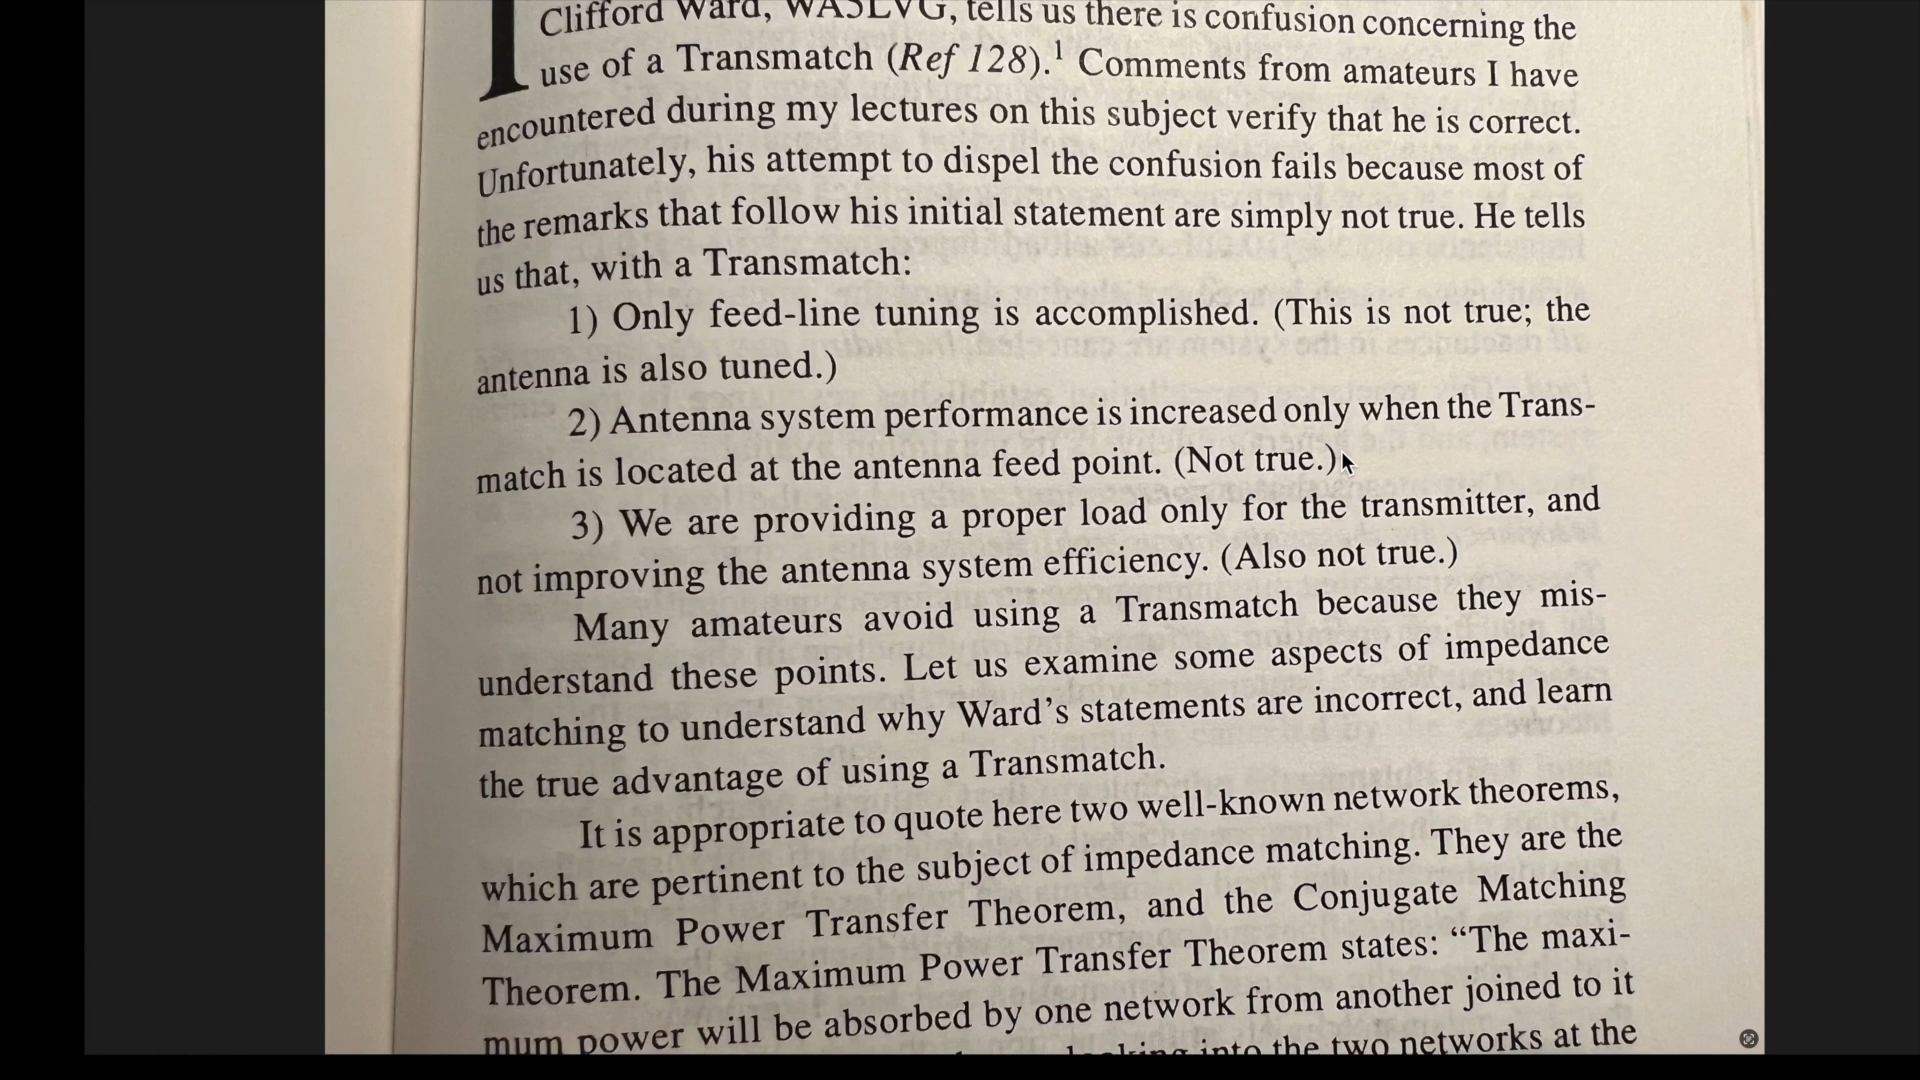 I
Clifford Ward, WA5LVG, tells us there is confusion concerning the
use of a Transmatch (Ref 128).¹ Comments from amateurs I have
encountered during my lectures on this subject verify that he is correct.
Unfortunately, his attempt to dispel the confusion fails because most of
the remarks that follow his initial statement are simply not true. He tells
us that, with a Transmatch:
1) Only feed-line tuning is accomplished. (This is not true; the
antenna is also tuned.)
2) Antenna system performance is increased only when the Trans-
match is located at the antenna feed point. (Not true.)
3) We are providing a proper load only for the transmitter, and
not improving the antenna system efficiency. (Also not true.)
Many amateurs avoid using a Transmatch because they mis-
understand these points. Let us examine some aspects of impedance
matching to understand why Ward's statements are incorrect, and learn
the true advantage of using a Transmatch.
It is appropriate to quote here two well-known network theorems,
which are pertinent to the subject of impedance matching. They are the
Maximum Power Transfer Theorem, and the Conjugate Matching
Theorem. The Maximum Power Transfer Theorem states: "The maxi-
mum power will be absorbed by one network from another joined to it
looking into the two networks at the